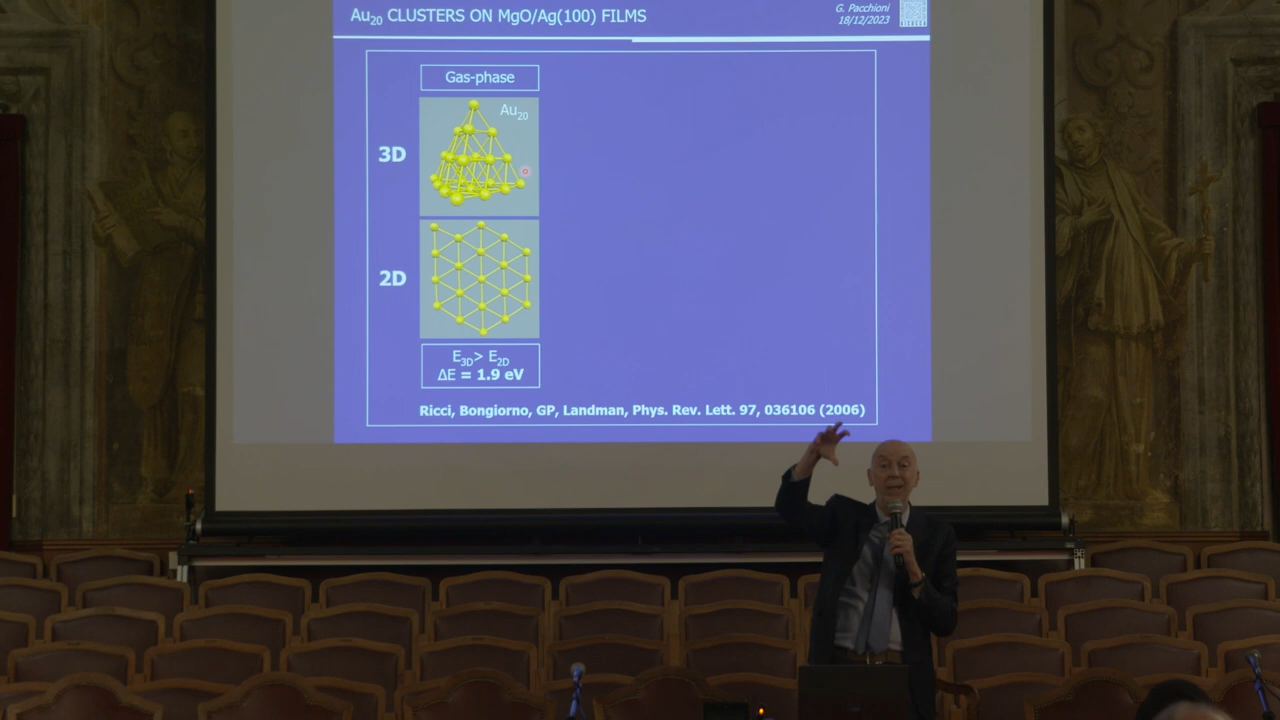 Au20 CLUSTERS ON MgO/Ag(100) FILMS
G. Pacchioni
18/12/2023
Gas-phase
Au20
3D
2D
E3D> E2D
ΔE = 1.9 eV
Ricci, Bongiorno, GP, Landman, Phys. Rev. Lett. 97, 036106 (2006)